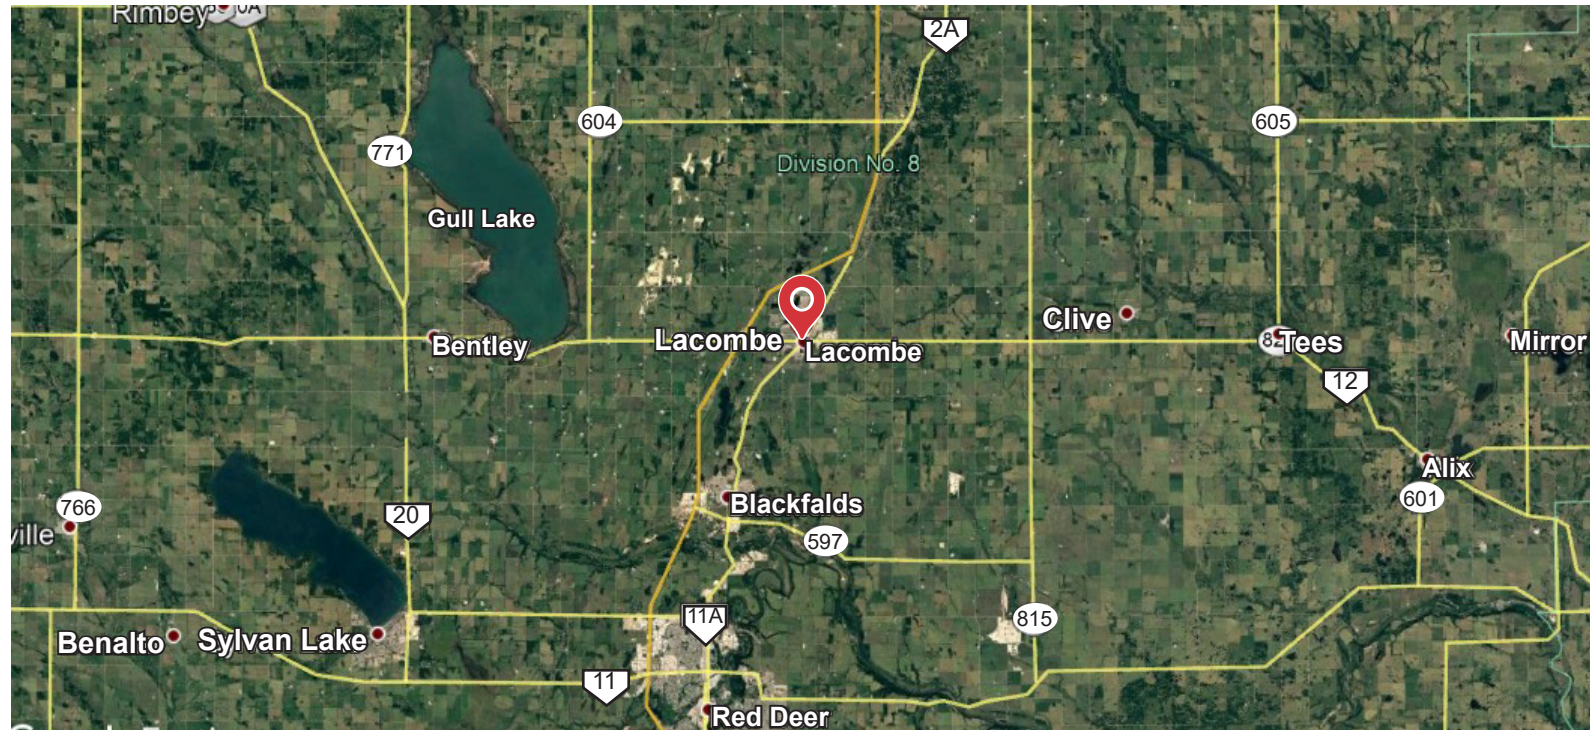 Rimbey
2A
604
605
771
Division No. 8
Gull Lake
Clive
Bentley
Lacombe
Lacombe
Tees
Mirror
12
Alix
601
766
20
Blackfalds
597
11A
815
Benalto
Sylvan Lake
11
Red Deer